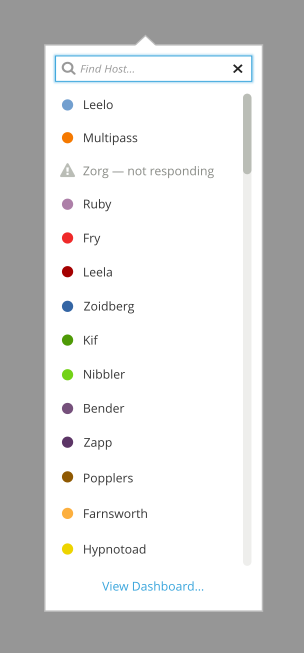 Find Host...
Leelo
Multipass
Zorg — not responding
Ruby
Fry
Leela
Zoidberg
Kif
Nibbler
Bender
Zapp
Popplers
Farnsworth
Hypnotoad
View Dashboard...